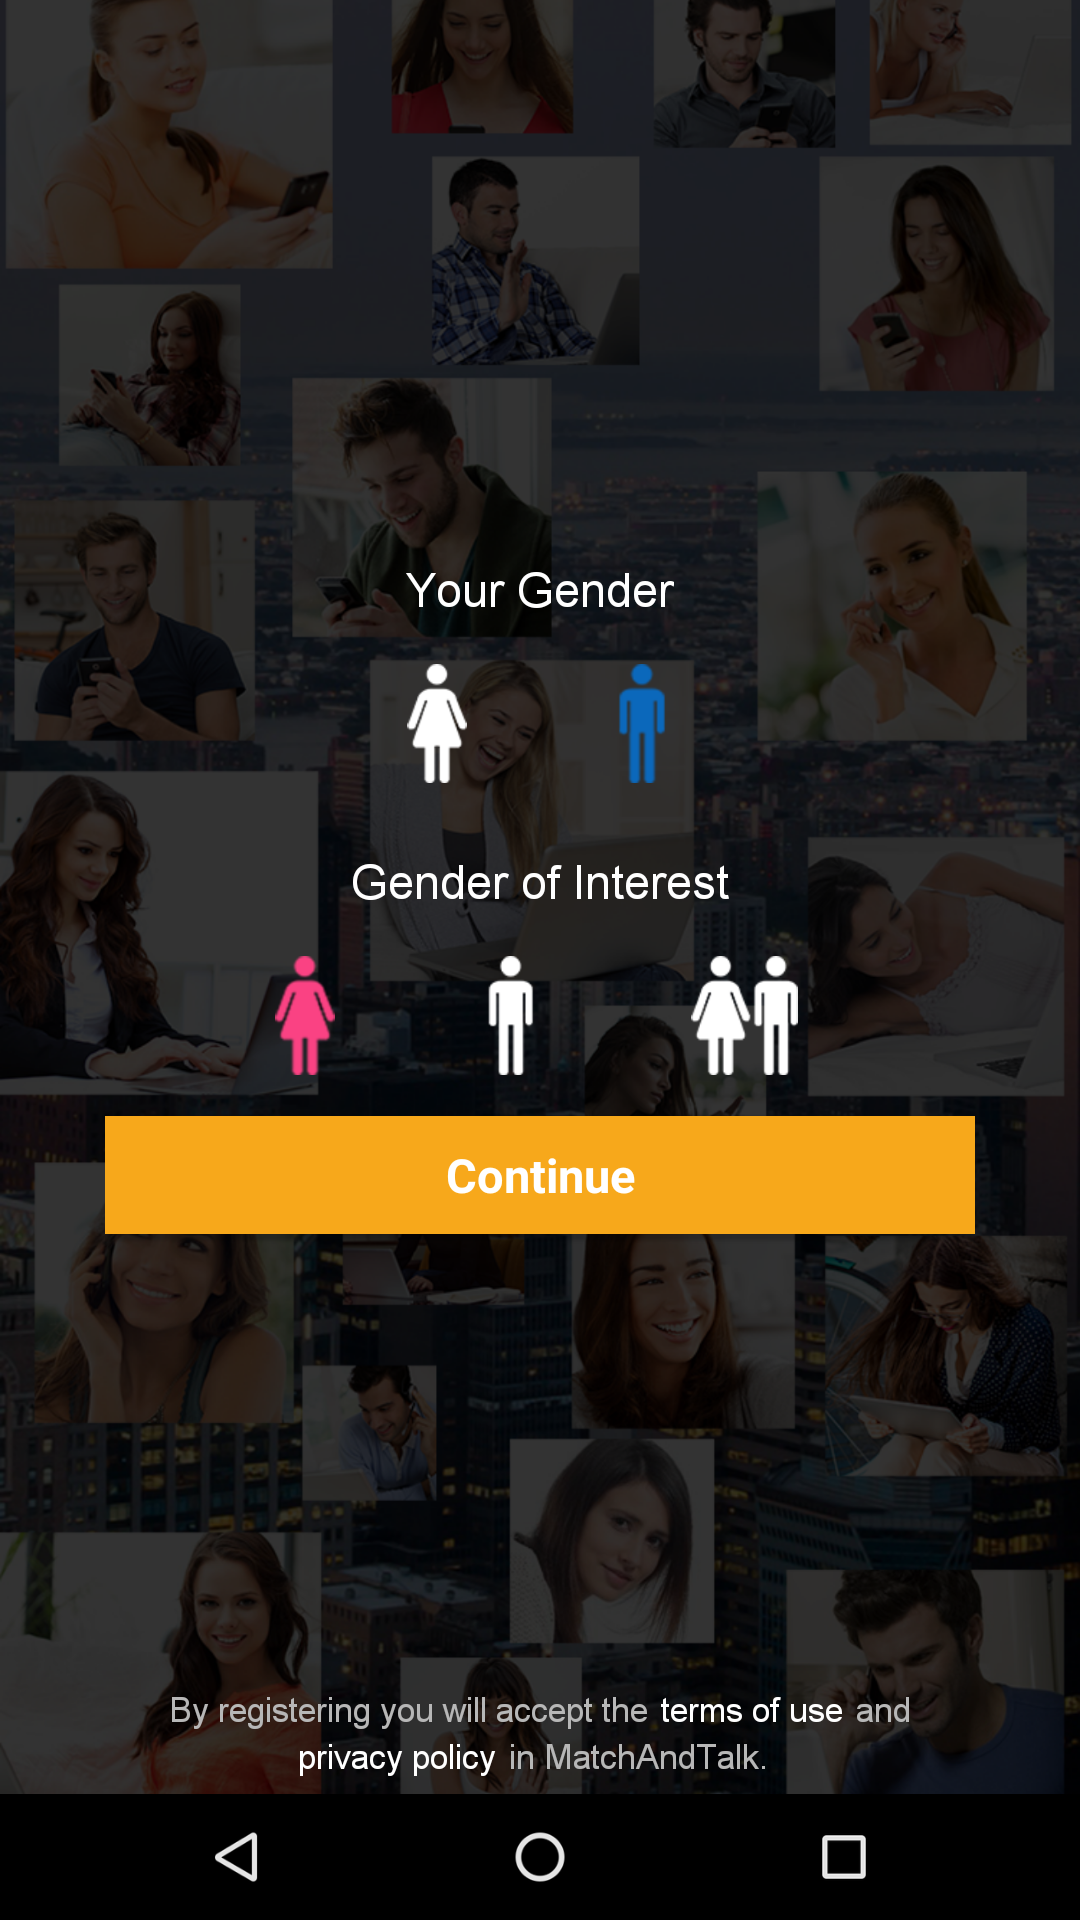 Your Gender
Gender of Interest
Continue
By registering you will accept the terms of use and
privacy policy in MatchAndTalk.